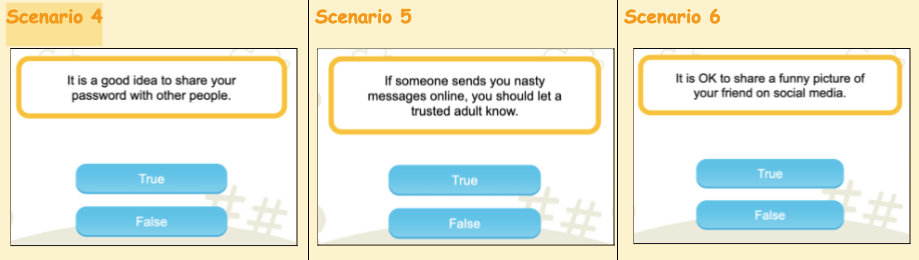 Scenario 4
It is a good idea to share your
password with other people.
True
False
Scenario 5
If someone sends you nasty
messages online, you should let a
trusted adult know.
True
False
Scenario 6
It is OK to share a funny picture of
your friend on social media.
True
False